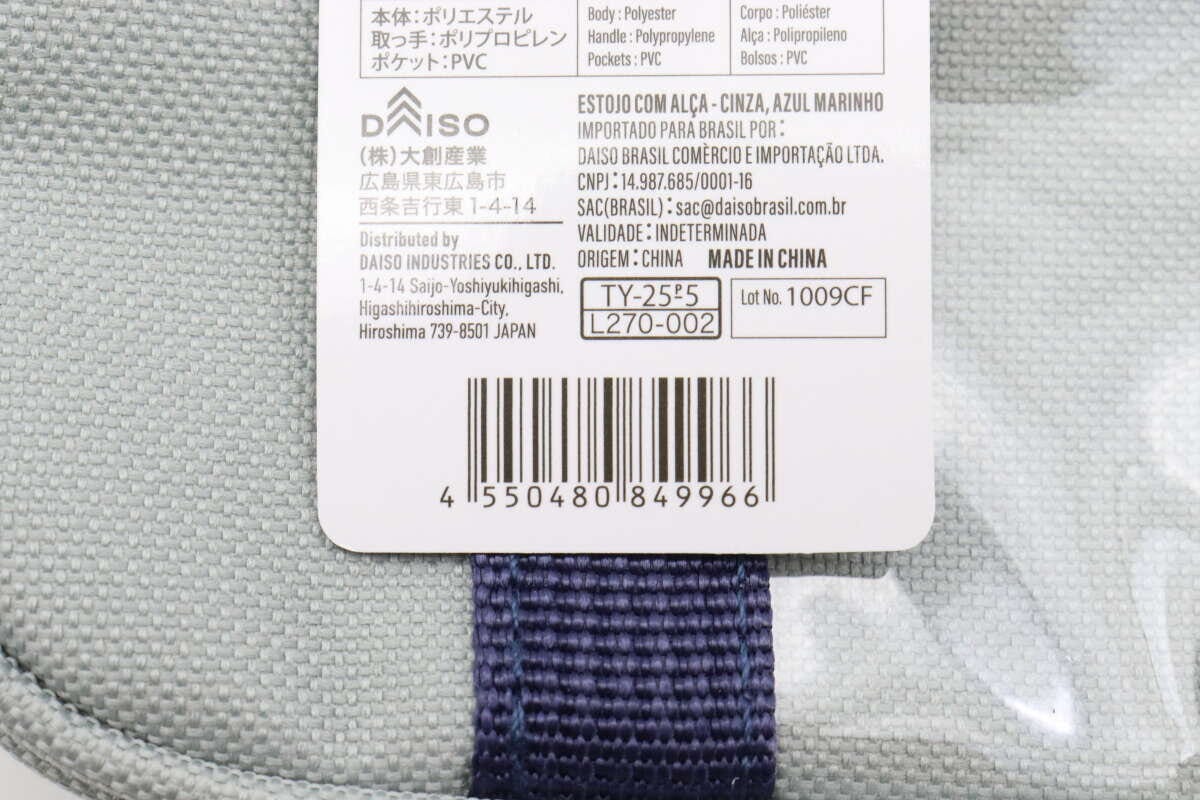 本体：ポリエステル
取っ手：ポリプロピレン
ポケット：PVC
Body : Polyester
Handle : Polypropylene
Pockets : PVC
Corpo : Poliéster
Alça : Polipropileno
Bolsos : PVC
DAISO
(株)大創産業
広島県東広島市
西条吉行東1-4-14
Distributed by
DAISO INDUSTRIES CO., LTD.
1-4-14 Saijo-Yoshiyukihigashi,
Higashihiroshima-City,
Hiroshima 739-8501 JAPAN
ESTOJO COM ALÇA - CINZA, AZUL MARINHO
IMPORTADO PARA BRASIL POR :
DAISO BRASIL COMÈRCIO E IMPORTAÇÃO LTDA.
CNPJ : 14.987.685/0001-16
SAC(BRASIL) : sac@daisobrasil.com.br
VALIDADE : INDETERMINADA
ORIGEM : CHINA MADE IN CHINA
TY-25P5
L270-002
Lot No. 1009CF
4 550480 849966